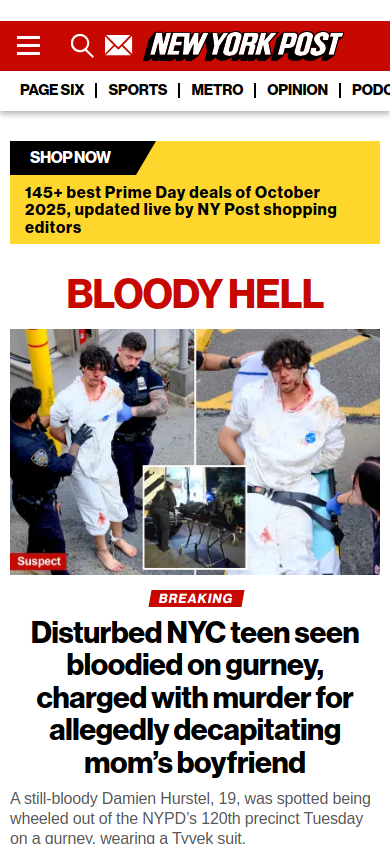 NEW YORK POST
PAGE SIX
SPORTS
METRO
OPINION
PODC
SHOP NOW
145+ best Prime Day deals of October
2025, updated live by NY Post shopping
editors
BLOODY HELL
Suspect
BREAKING
Disturbed NYC teen seen
bloodied on gurney,
charged with murder for
allegedly decapitating
mom's boyfriend
A still-bloody Damien Hurstel, 19, was spotted being
wheeled out of the NYPD's 120th precinct Tuesday
on a gurney, wearing a Tyvek suit.